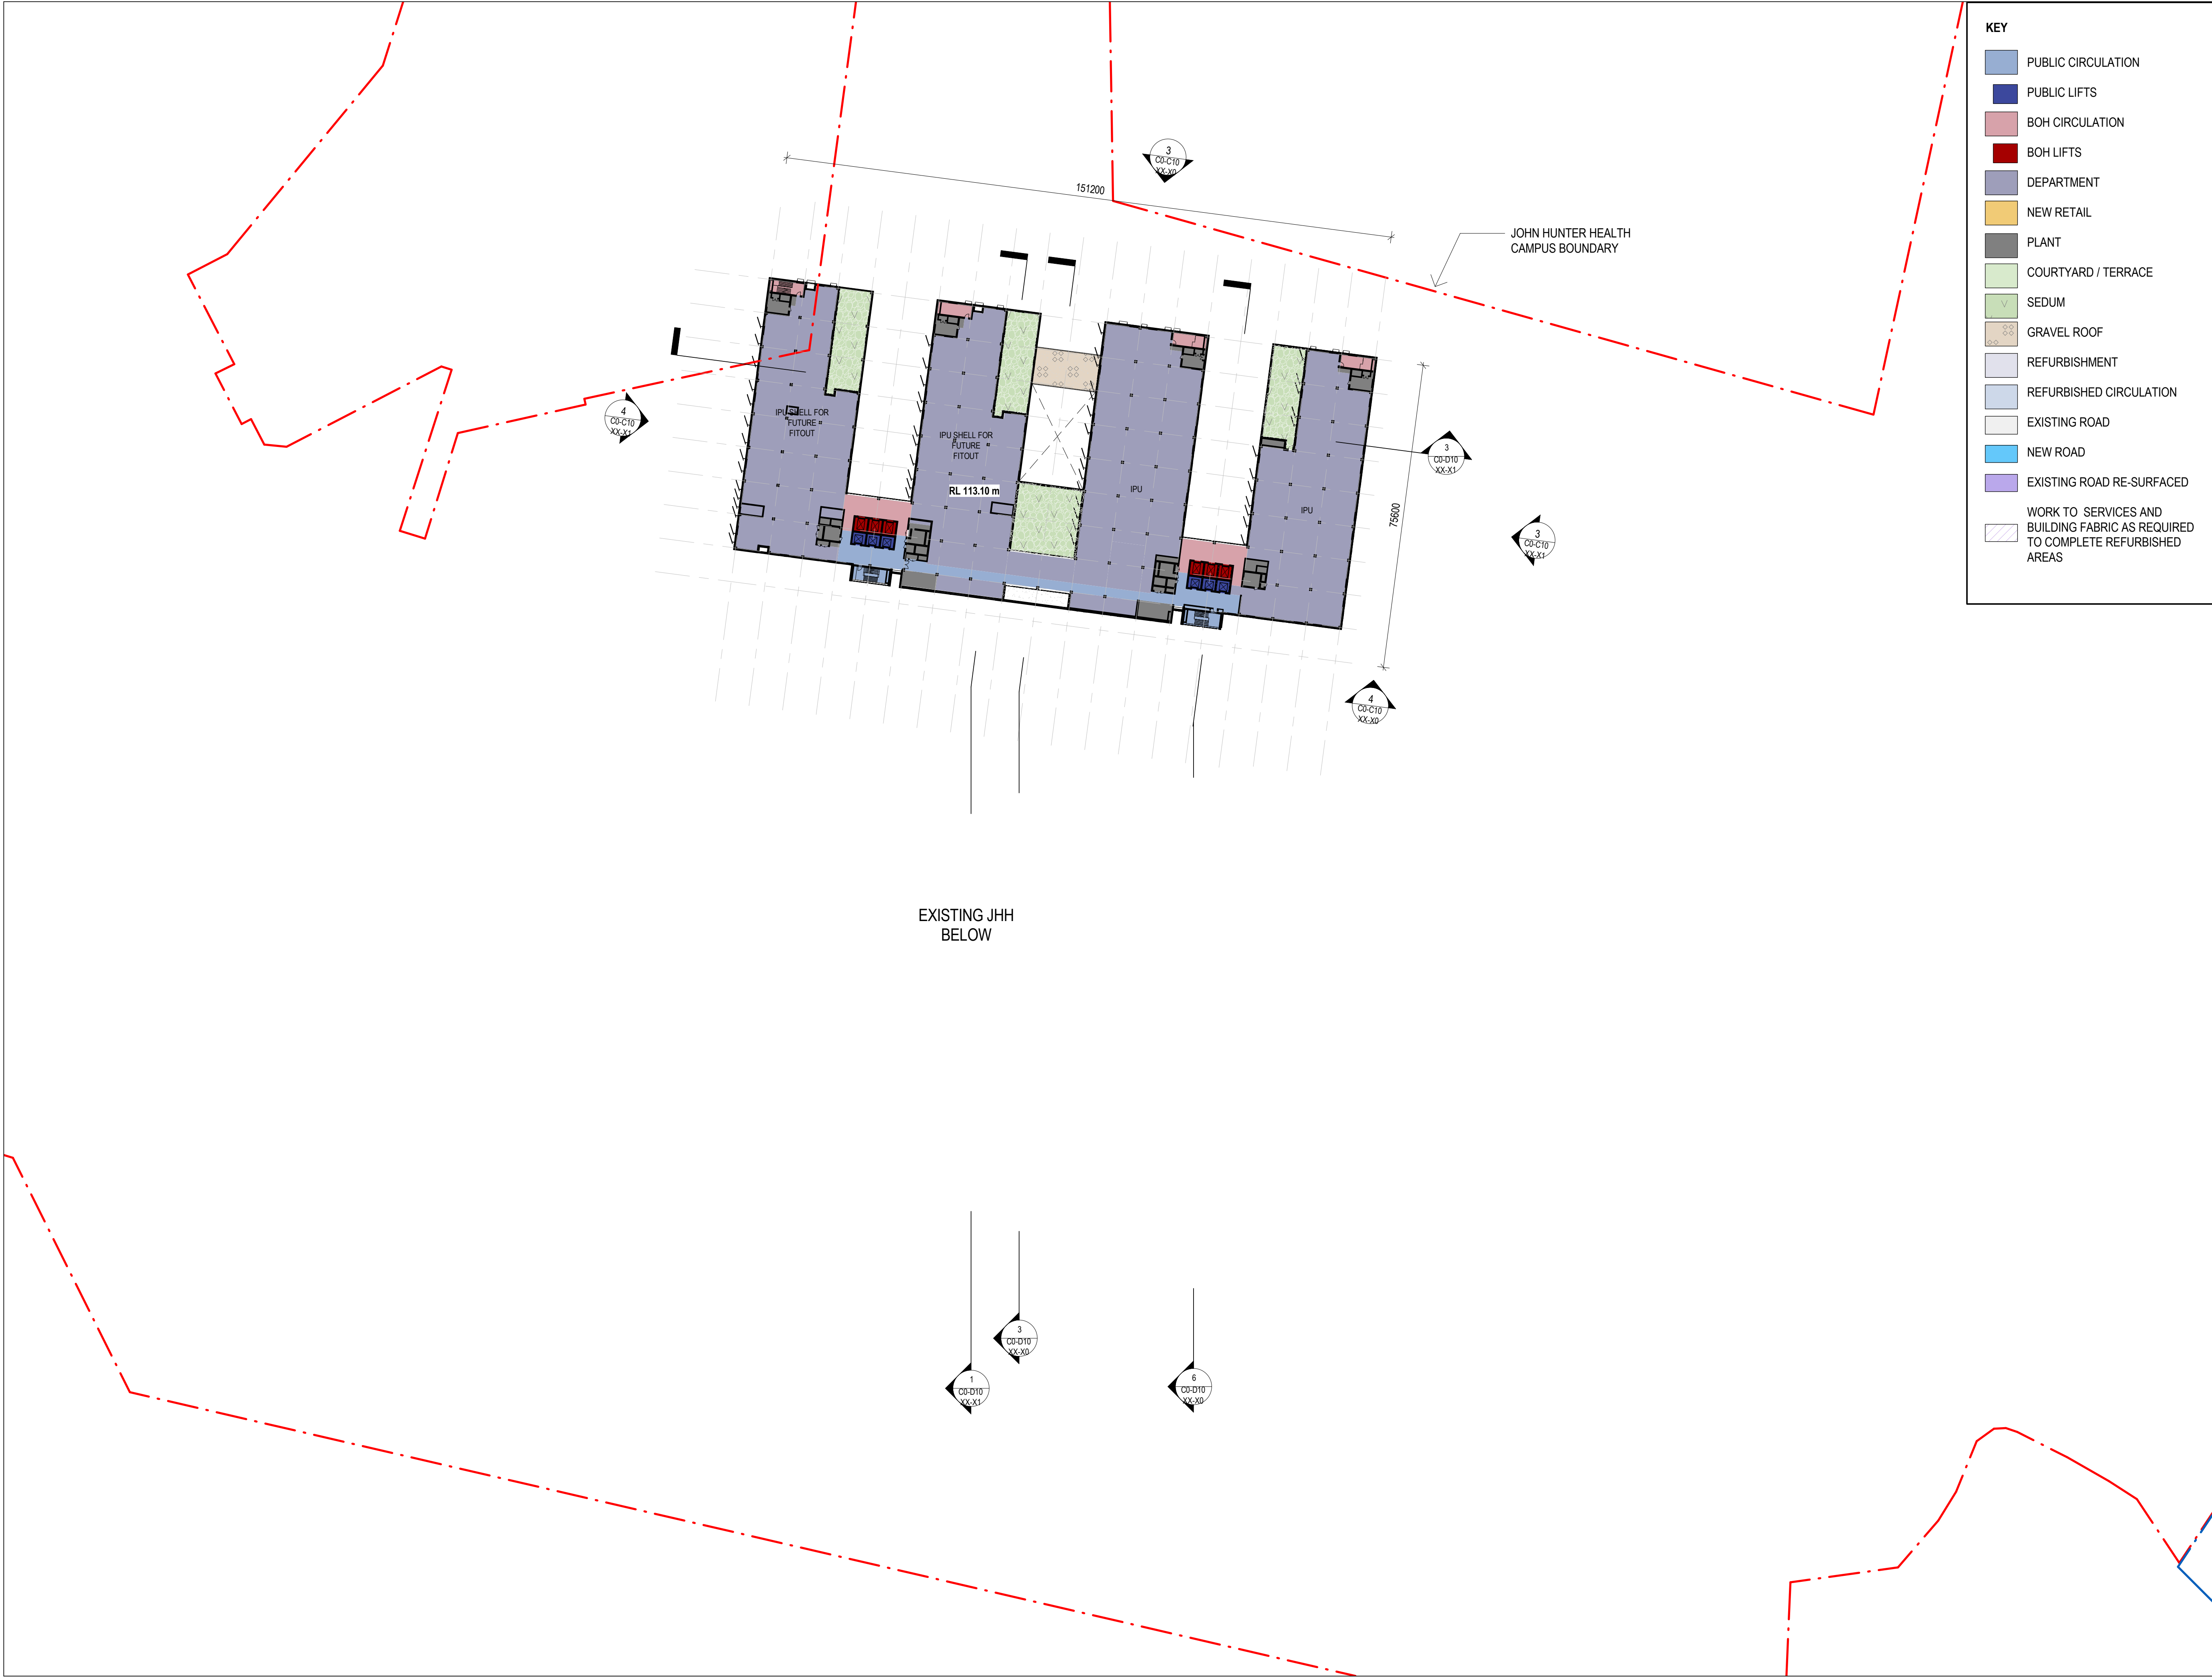 KEY
PUBLIC CIRCULATION
PUBLIC LIFTS
BOH CIRCULATION
BOH LIFTS
DEPARTMENT
NEW RETAIL
PLANT
COURTYARD / TERRACE
SEDUM
GRAVEL ROOF
REFURBISHMENT
REFURBISHED CIRCULATION
EXISTING ROAD
NEW ROAD
EXISTING ROAD RE-SURFACED
WORK TO SERVICES AND
BUILDING FABRIC AS REQUIRED
TO COMPLETE REFURBISHED
AREAS
3
C0-C10
XX-X0
151200
JOHN HUNTER HEALTH
CAMPUS BOUNDARY
4
C0-C10
XX-X1
IPU SHELL FOR
FUTURE
FITOUT
IPU SHELL FOR
FUTURE
FITOUT
RL 113.10 m
IPU
IPU
3
C0-D10
XX-X1
75600
3
C0-C10
XX-X1
4
C0-C10
XX-X0
EXISTING JHH
BELOW
3
C0-D10
XX-X0
1
C0-D10
XX-X1
6
C0-D10
XX-X0